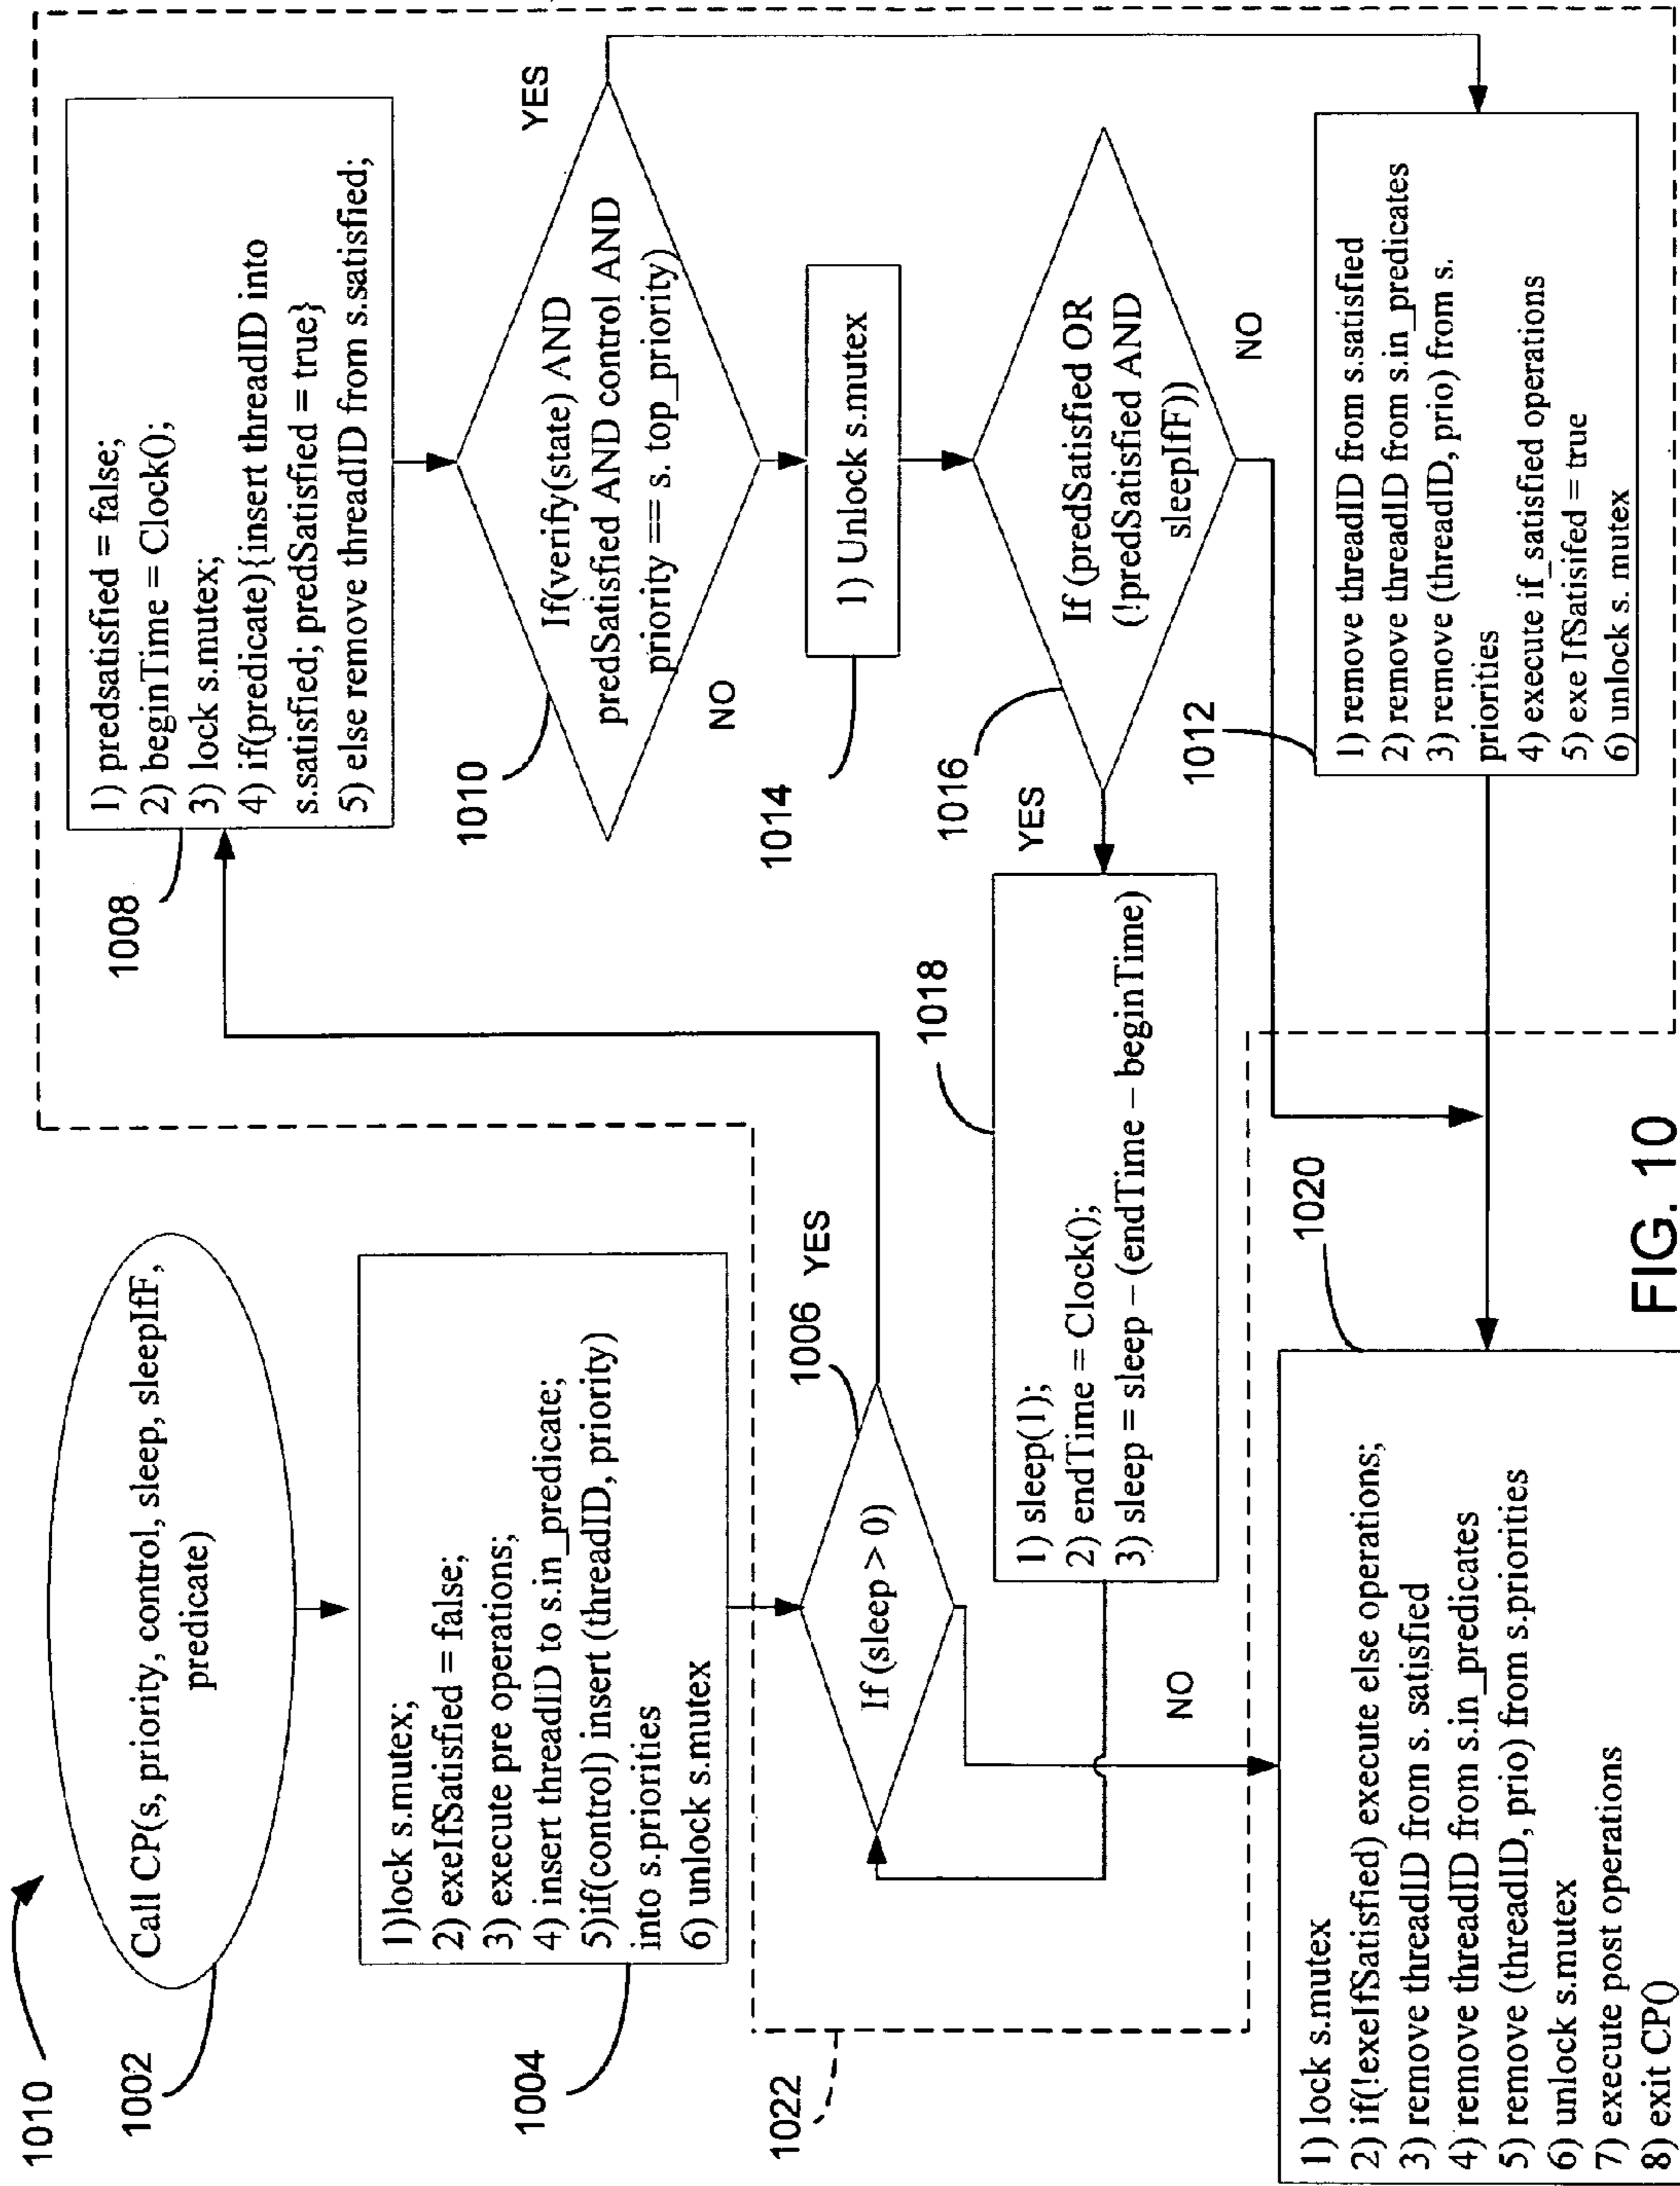 1010
1002
Call CP(s, priority, control, sleep, sleepIfF,
predicate)
1004
1)lock s.mutex;
2) exeIfSatisfied = false;
3) execute pre operations;
4) insert threadID to s.in_predicate;
5)if(control) insert (threadID, priority)
into s.priorities
6) unlock s.mutex
1022
1006
YES
If (sleep > 0)
NO
1008
1) predsatisfied = false;
2) beginTime = Clock();
3) lock s.mutex;
4) if(predicate){insert threadID into
s.satisfied; predSatisfied = true}
5) else remove threadID from s.satisfied;
1010
If(verify(state) AND
predSatisfied AND control AND
priority == s. top_priority)
YES
NO
1014
1) Unlock s.mutex
1016
If (predSatisfied OR
(!predSatisfied AND
sleepIfF))
YES
NO
1018
1) sleep(1);
2) endTime = Clock();
3) sleep = sleep – (endTime – beginTime)
1012
1) remove threadID from s.satisfied
2) remove threadID from s.in_predicates
3) remove (threadID, prio) from s.
priorities
4) execute if_satisfied operations
5) exe IfSatisifed = true
6) unlock s. mutex
1020
1) lock s.mutex
2) if(!exeIfSatisfied) execute else operations;
3) remove threadID from s. satisfied
4) remove threadID from s.in_predicates
5) remove (threadID, prio) from s.priorities
6) unlock s.mutex
7) execute post operations
8) exit CP()
FIG. 10